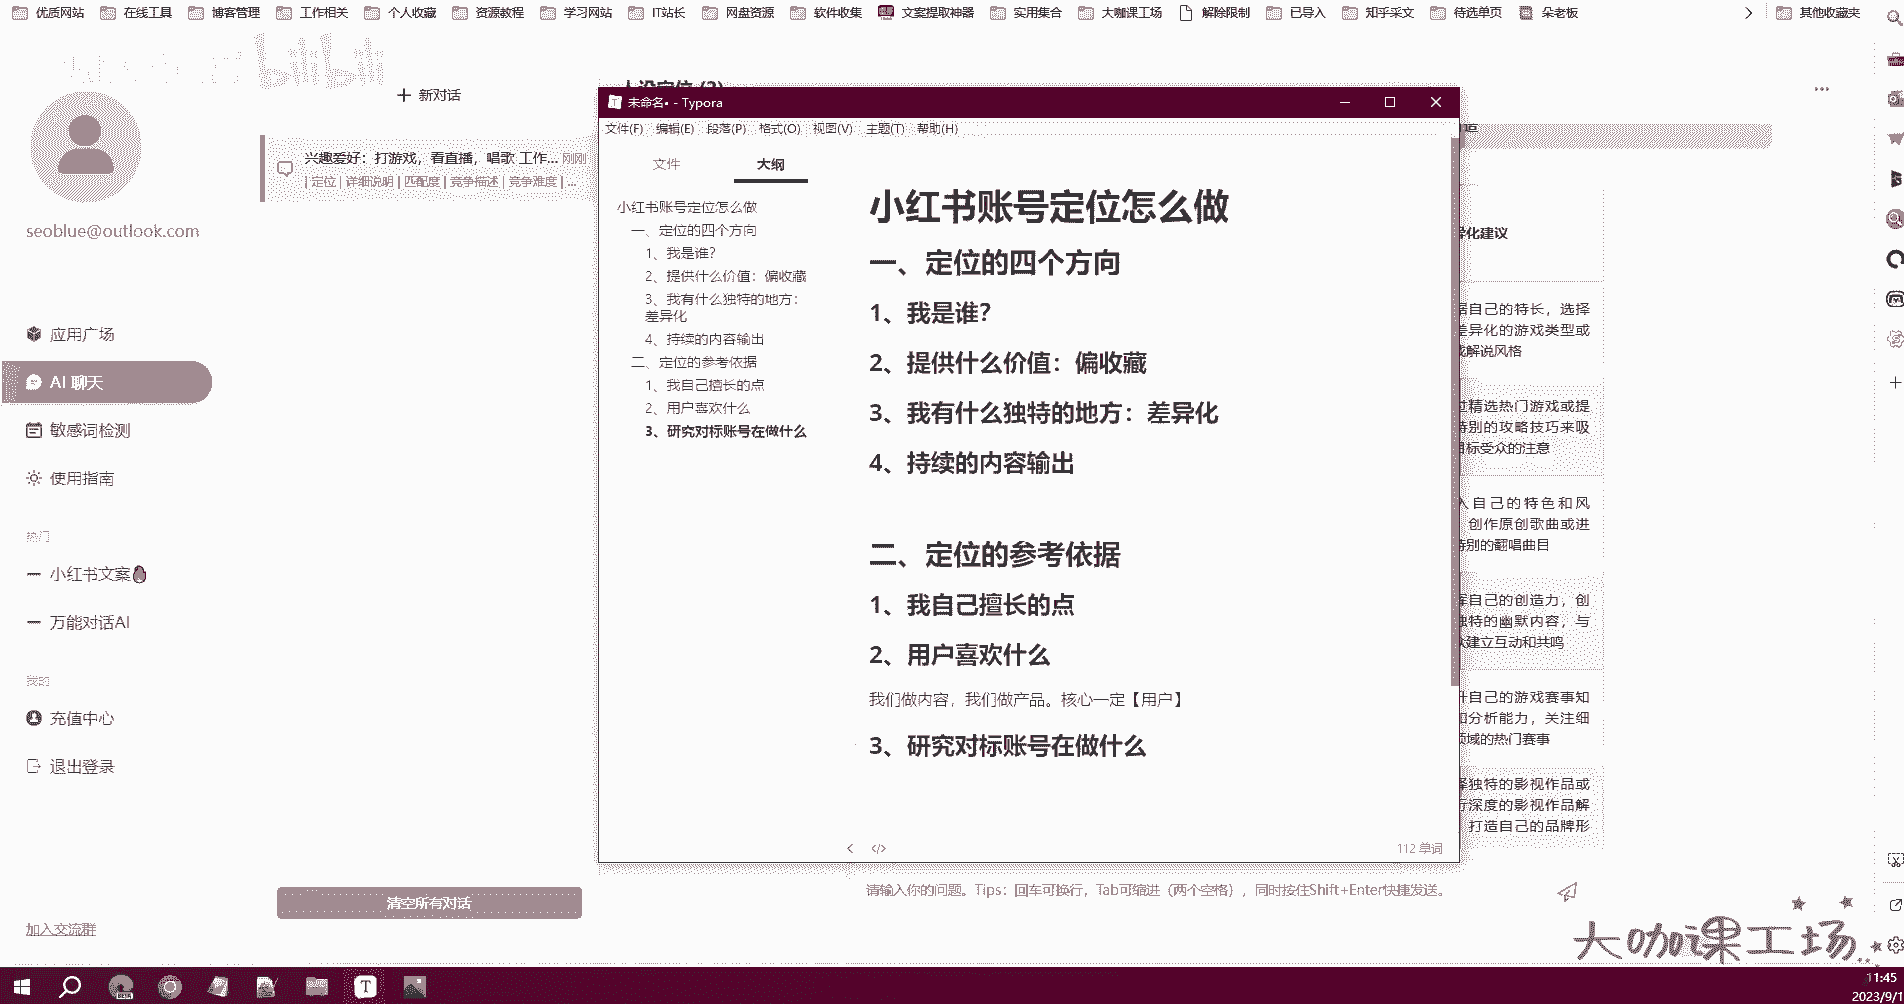 优质网站 在线工具 博客管理 工作相关 个人收藏 资源教程 学习网站 IT站长 网盘资源 软件收集 文案提取神器 实用集合 大咖课工场 解除限制 已导入 知乎采文 待选单页 朵老板 其他收藏夹
bilibili
seoblue@outlook.com
应用广场
AI 聊天
敏感词检测
使用指南
热门
小红书文案
万能对话AI
我的
充值中心
退出登录
加入交流群
新对话
兴趣爱好：打游戏，看直播，唱歌 工作... 刚刚
| 定位 | 详细说明 | 匹配度 | 竞争描述 | 竞争难度 | ...
清空所有对话
未命名• - Typora
文件(F) 编辑(E) 段落(P) 格式(O) 视图(V) 主题(T) 帮助(H)
文件 大纲
小红书账号定位怎么做
一、定位的四个方向
1、我是谁？
2、提供什么价值：偏收藏
3、我有什么独特的地方：
差异化
4、持续的内容输出
二、定位的参考依据
1、我自己擅长的点
2、用户喜欢什么
3、研究对标账号在做什么
小红书账号定位怎么做
一、定位的四个方向
1、我是谁？
2、提供什么价值：偏收藏
3、我有什么独特的地方：差异化
4、持续的内容输出
二、定位的参考依据
1、我自己擅长的点
2、用户喜欢什么
我们做内容，我们做产品。核心一定【用户】
3、研究对标账号在做什么
112 单词
化建议
自己的特长，选择
异化的游戏类型或
解说风格
精选热门游戏或提
特别的攻略技巧来吸
目标受众的注意
入自己的特色和风
创作原创歌曲或进
特别的翻唱曲目
自己的创造力，创
独特的幽默内容，与
建立互动和共鸣
升自己的游戏赛事知
和分析能力，关注细
领域的热门赛事
择独特的影视作品或
行深度的影视作品解
打造自己的品牌形
请输入你的问题。Tips：回车可换行，Tab可缩进（两个空格），同时按住Shift+Enter快捷发送。
大咖课工场
11:45
2023/9/1